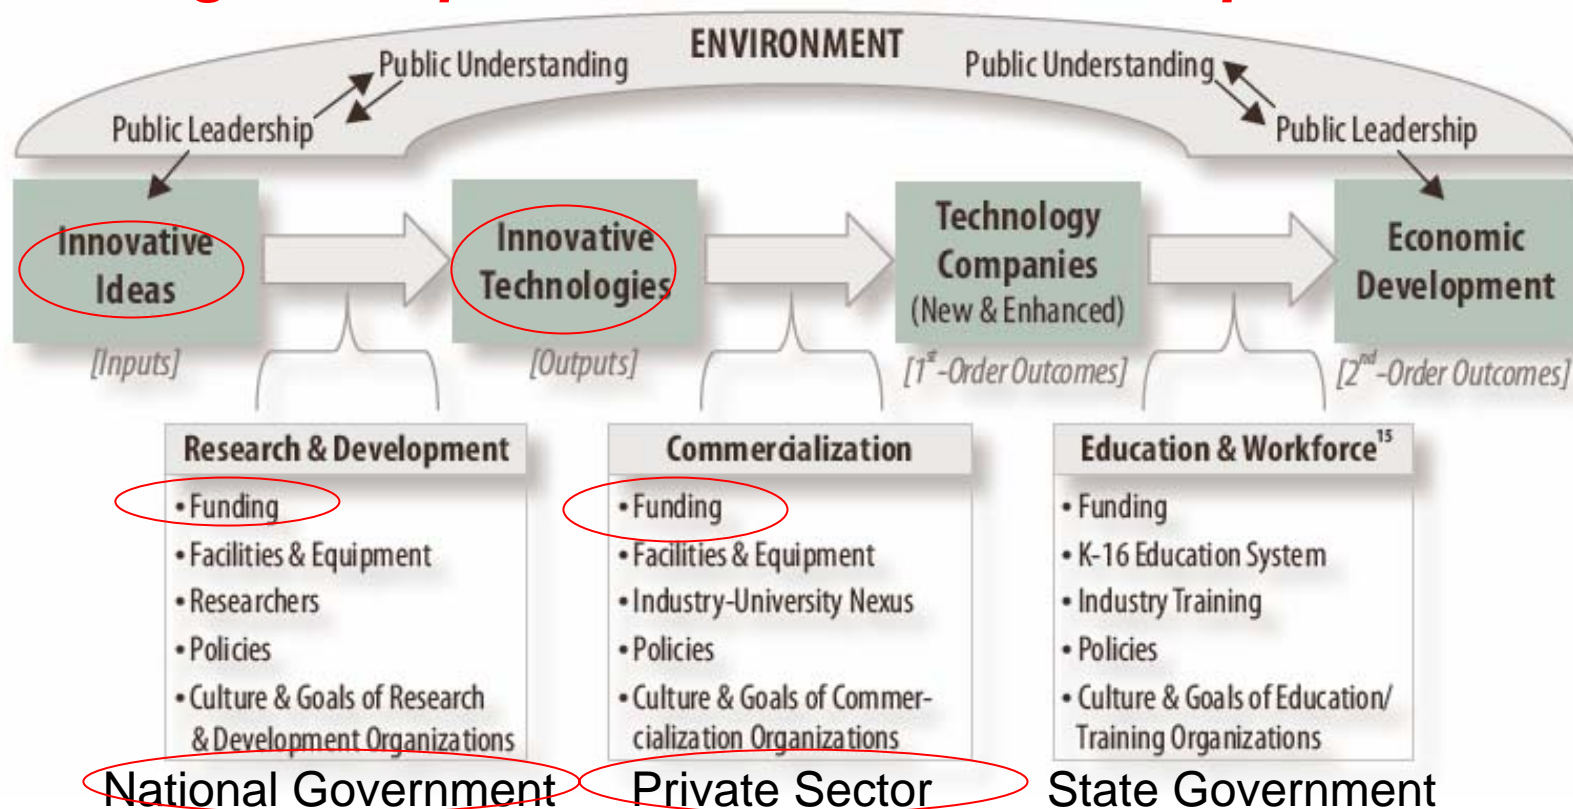 ENVIRONMENT
Public Understanding
Public Understanding
Public Leadership
Public Leadership
Innovative
Ideas
[Inputs]
Innovative
Technologies
[Outputs]
Technology
Companies
(New & Enhanced)
[1st-Order Outcomes]
Economic
Development
[2nd-Order Outcomes]
Research & Development
• Funding
• Facilities & Equipment
• Researchers
• Policies
• Culture & Goals of Research
& Development Organizations
National Government
Commercialization
• Funding
• Facilities & Equipment
• Industry-University Nexus
• Policies
• Culture & Goals of Commer-
cialization Organizations
Private Sector
Education & Workforce15
• Funding
• K-16 Education System
• Industry Training
• Policies
• Culture & Goals of Education/
Training Organizations
State Government